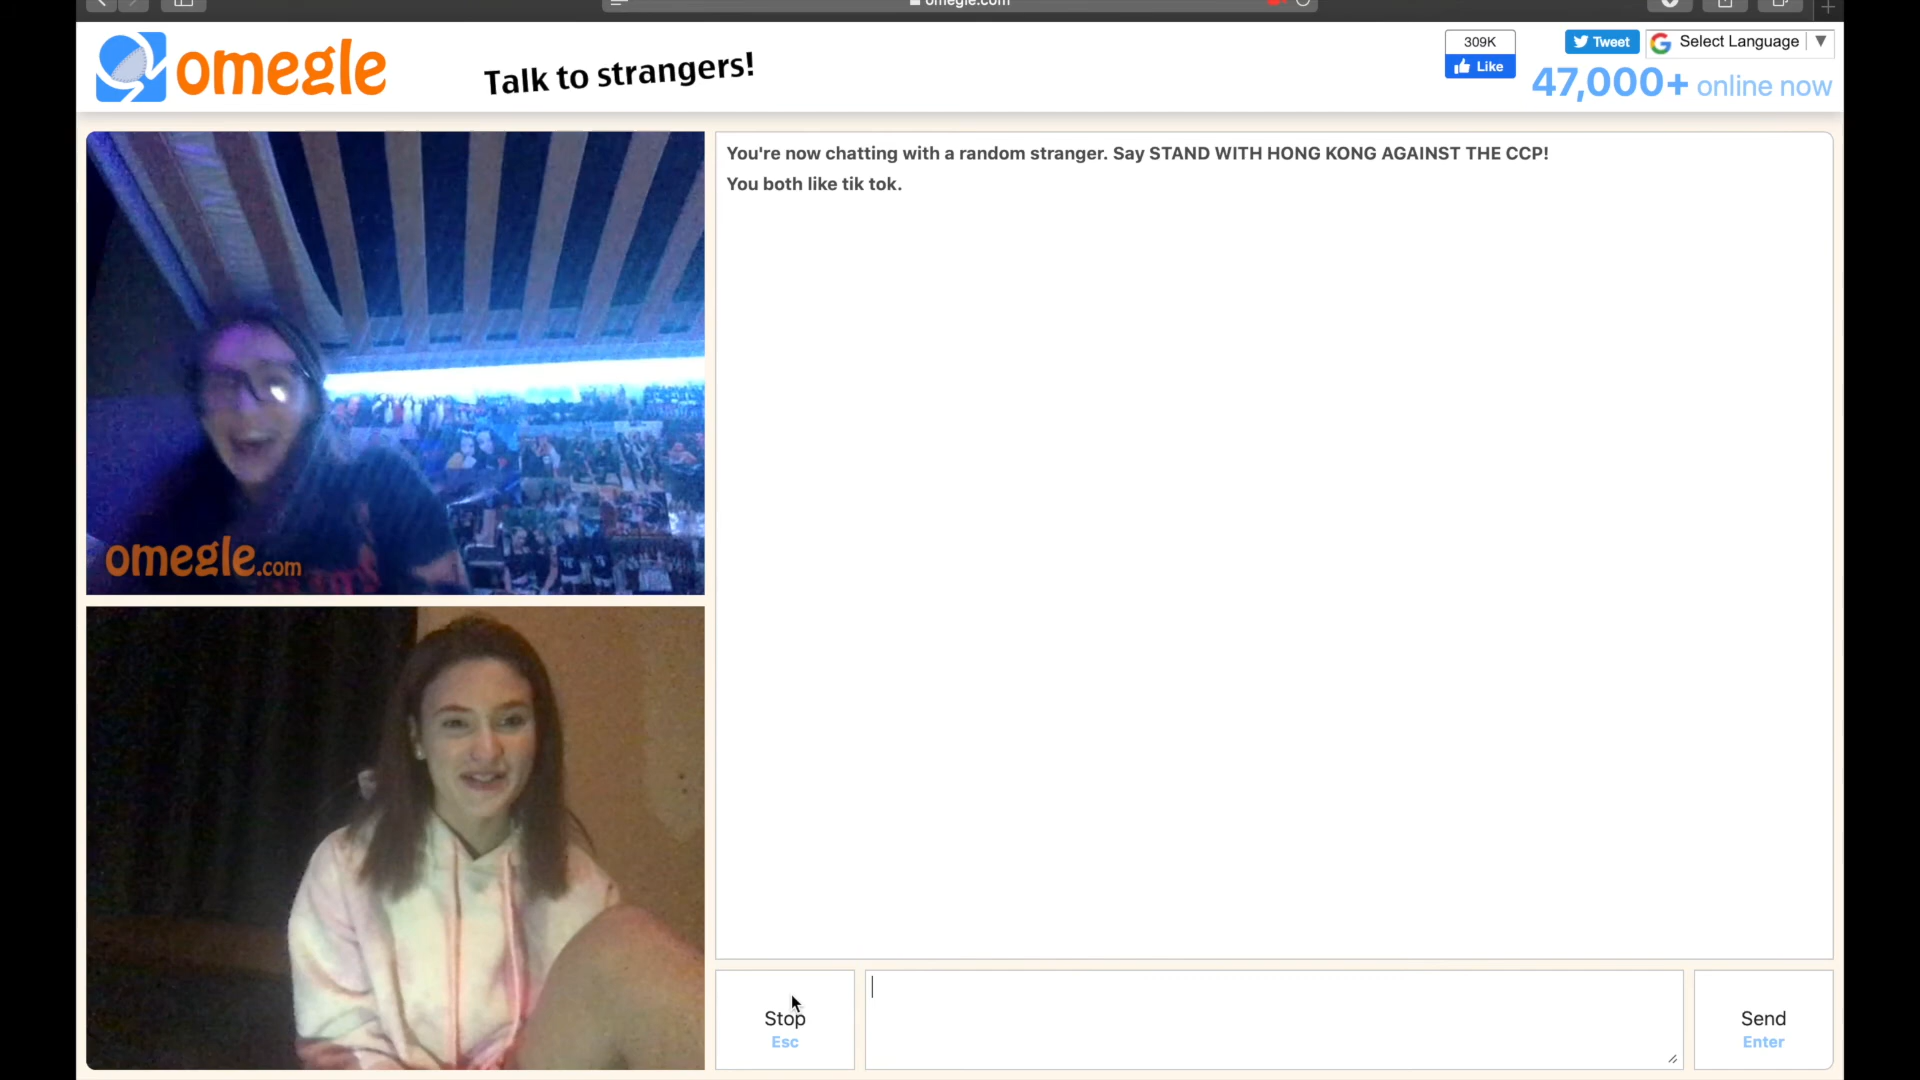 omegle.com
omegle
Talk to strangers!
309K
Like
Tweet
Select Language
47,000+ online now
You're now chatting with a random stranger. Say STAND WITH HONG KONG AGAINST THE CCP!
You both like tik tok.
omegle.com
Stop
Esc
Send
Enter